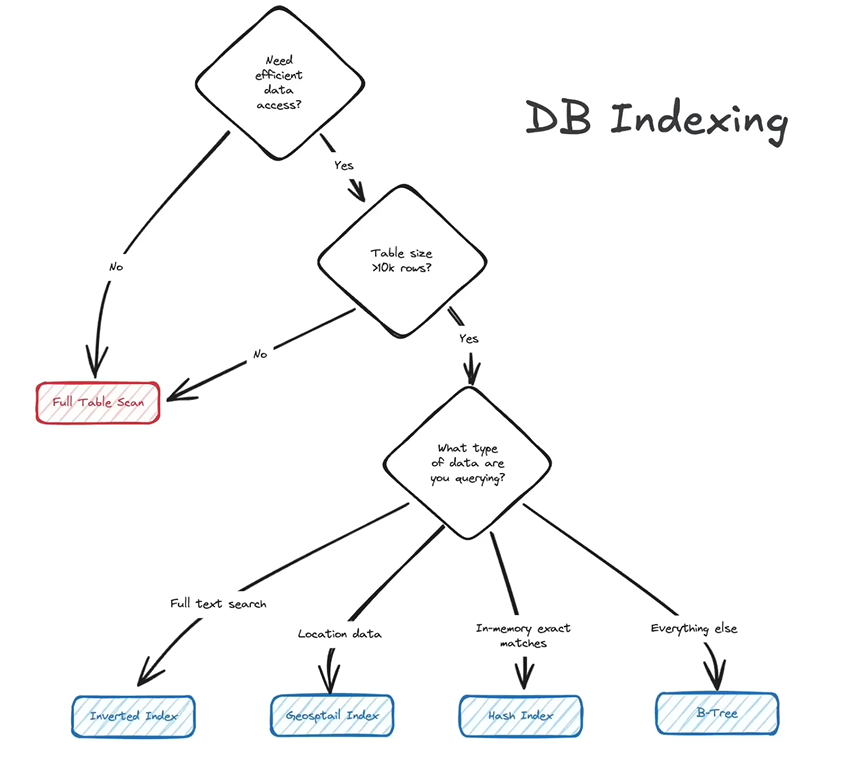 Need
efficient
data
access?
DB Indexing
Yes
Table size
>10k rows?
No
No
Yes
Full Table Scan
What type
of data are
you querying?
Full text search
Location data
In-memory exact
matches
Everything else
Inverted Index
Geosptail Index
Hash Index
B-Tree